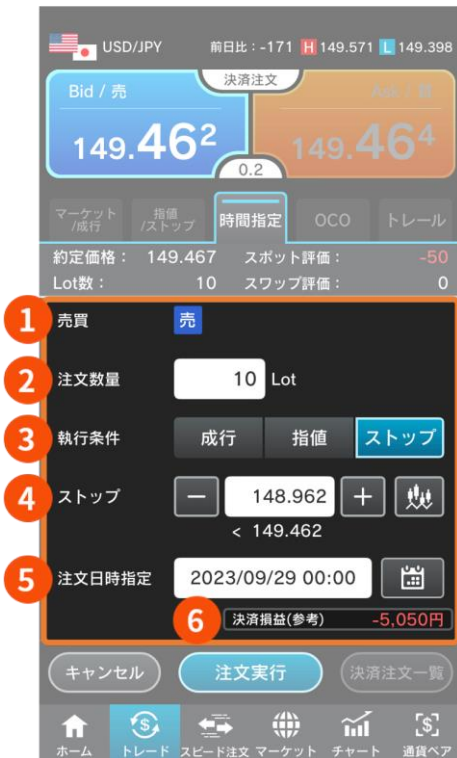 USD/JPY 前日比：-171 H 149.571 L 149.398
決済注文
Bid / 売 Ask / 買
149.462 149.464
0.2
マーケット/成行 指値/ストップ 時間指定 OCO トレール
約定価格： 149.467 スポット評価： -50
Lot数： 10 スワップ評価： 0
1 売買 売
2 注文数量 10 Lot
3 執行条件 成行 指値 ストップ
4 ストップ － 148.962 ＋
< 149.462
5 注文日時指定 2023/09/29 00:00
6 決済損益(参考) -5,050円
キャンセル 注文実行 決済注文一覧
ホーム トレード スピード注文 マーケット チャート 通貨ペア